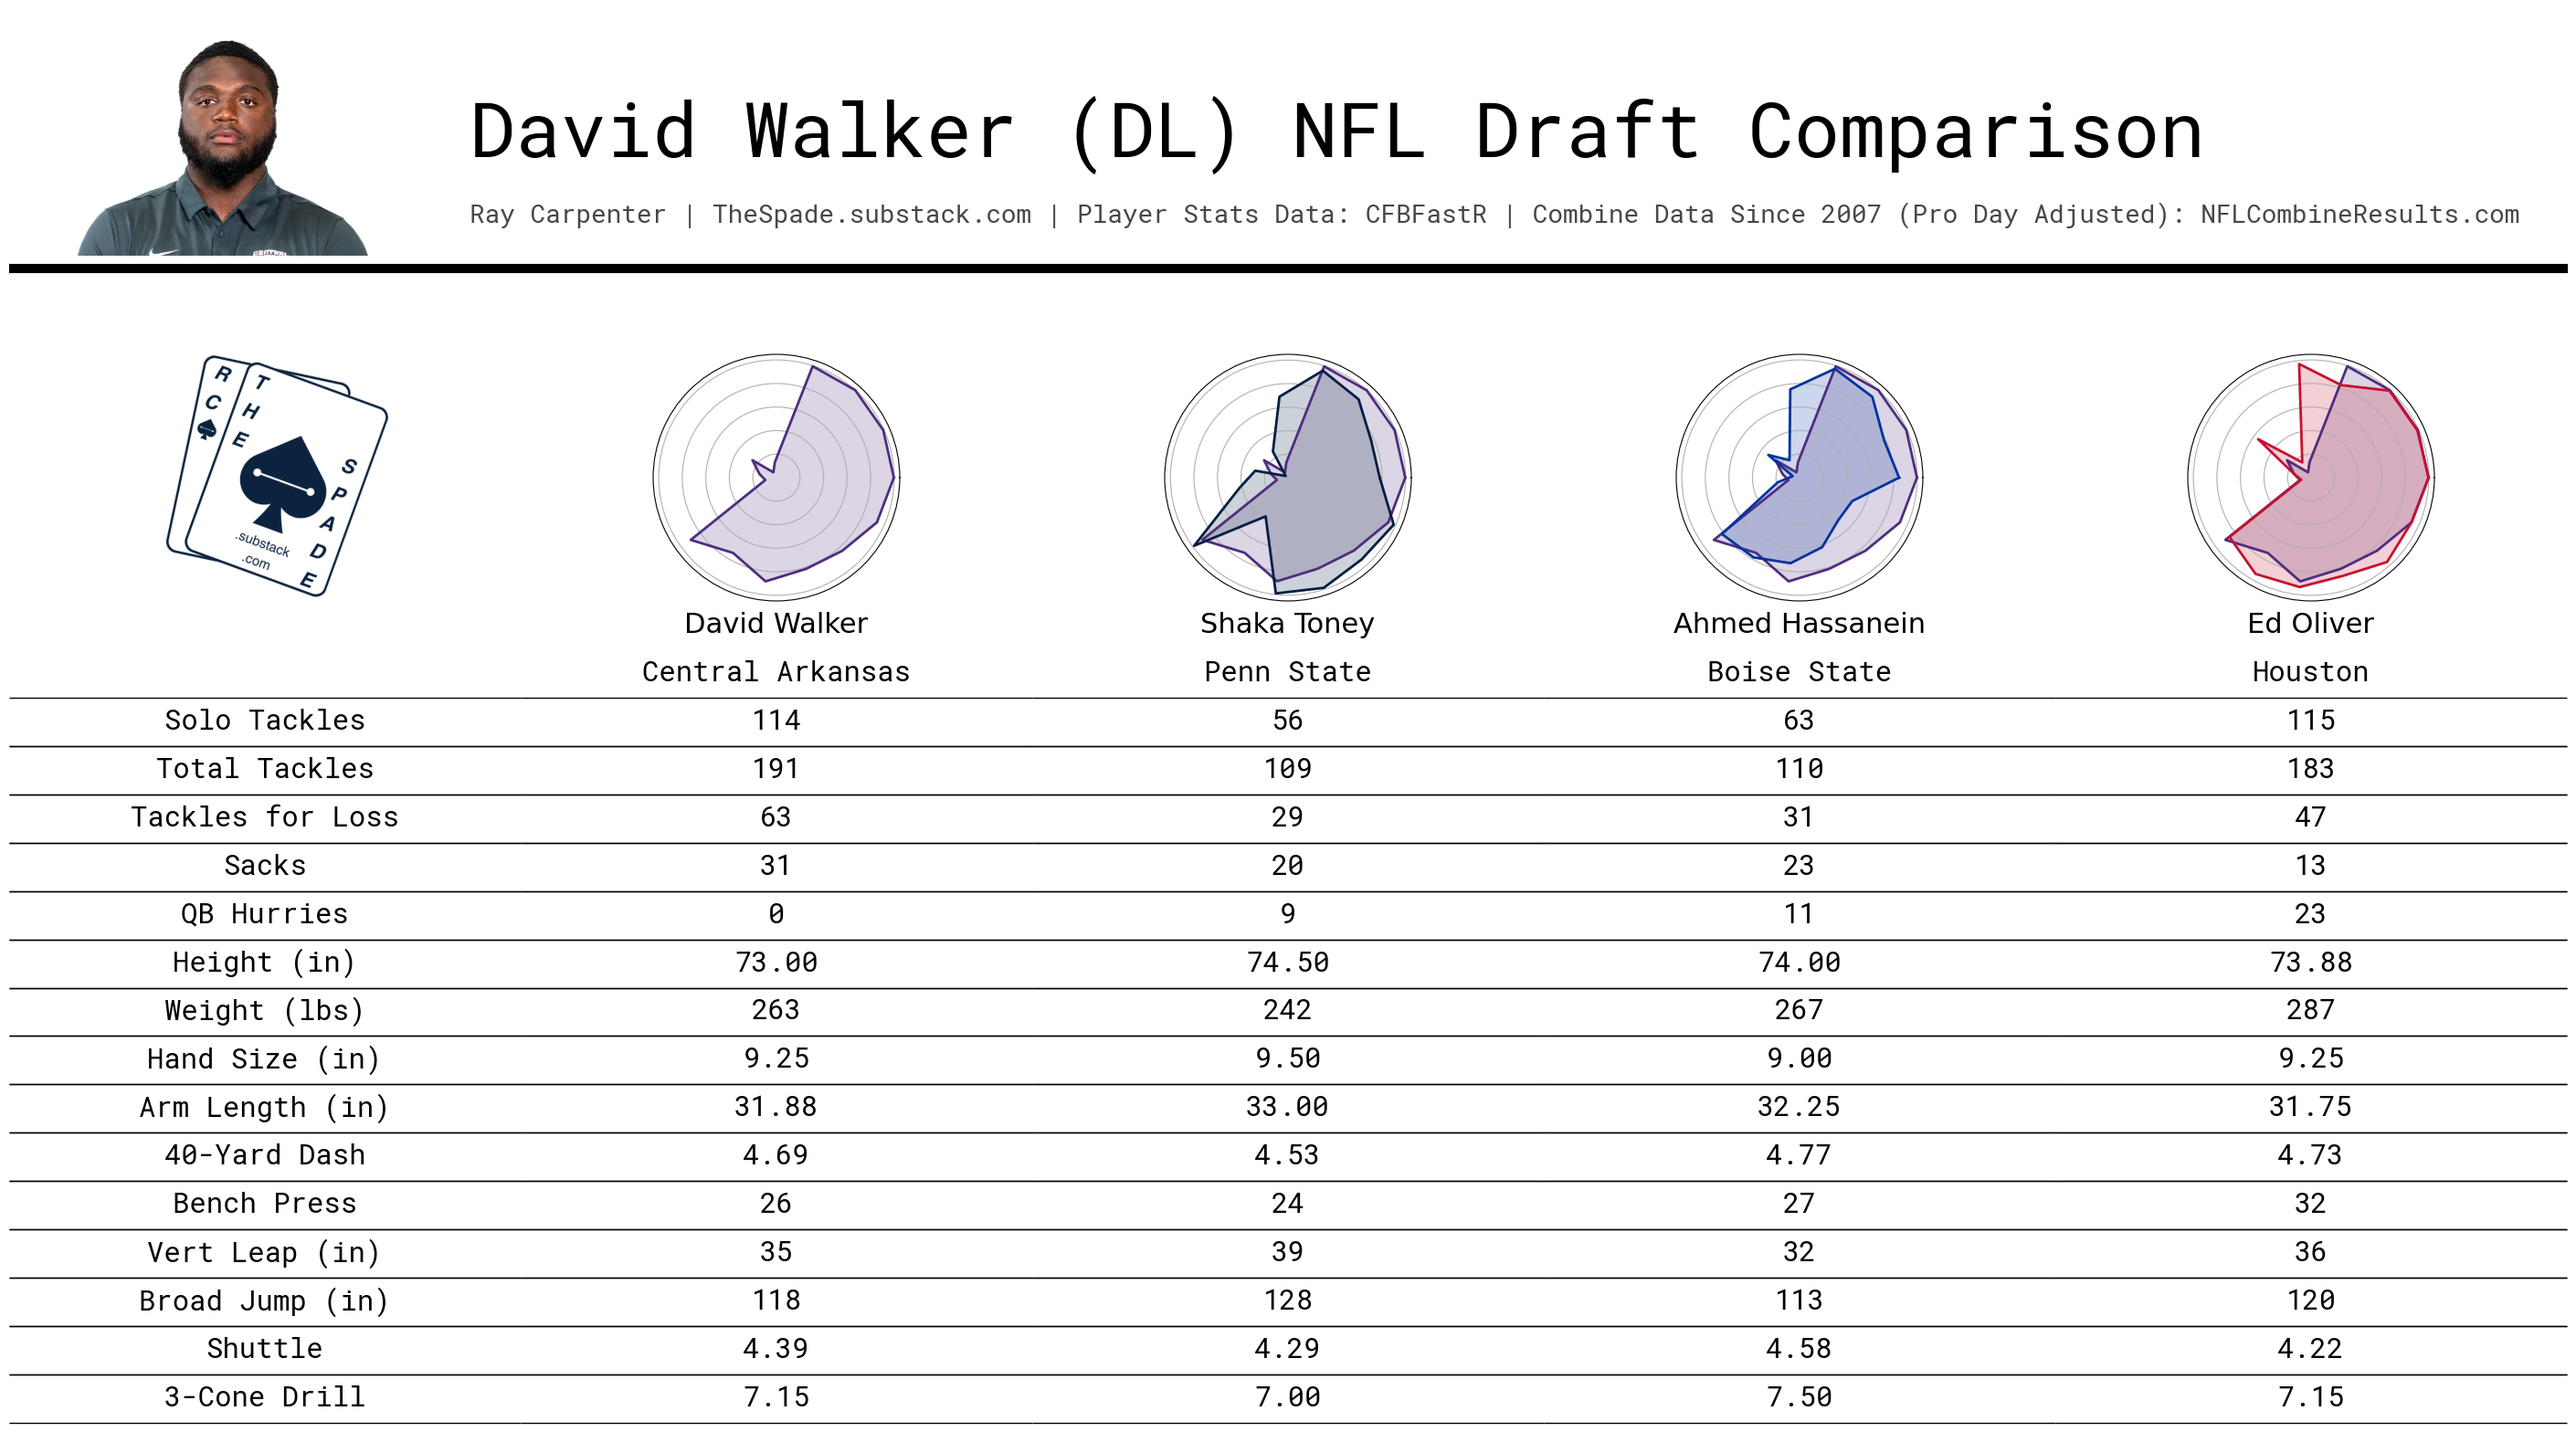 David Walker (DL) NFL Draft Comparison
Ray Carpenter | TheSpade.substack.com | Player Stats Data: CFBFastR | Combine Data Since 2007 (Pro Day Adjusted): NFLCombineResults.com
RC
THE
SPADE
.substack
.com
David Walker Shaka Toney Ahmed Hassanein Ed Oliver
Central Arkansas Penn State Boise State Houston
Solo Tackles 114 56 63 115
Total Tackles 191 109 110 183
Tackles for Loss 63 29 31 47
Sacks 31 20 23 13
QB Hurries 0 9 11 23
Height (in) 73.00 74.50 74.00 73.88
Weight (lbs) 263 242 267 287
Hand Size (in) 9.25 9.50 9.00 9.25
Arm Length (in) 31.88 33.00 32.25 31.75
40-Yard Dash 4.69 4.53 4.77 4.73
Bench Press 26 24 27 32
Vert Leap (in) 35 39 32 36
Broad Jump (in) 118 128 113 120
Shuttle 4.39 4.29 4.58 4.22
3-Cone Drill 7.15 7.00 7.50 7.15